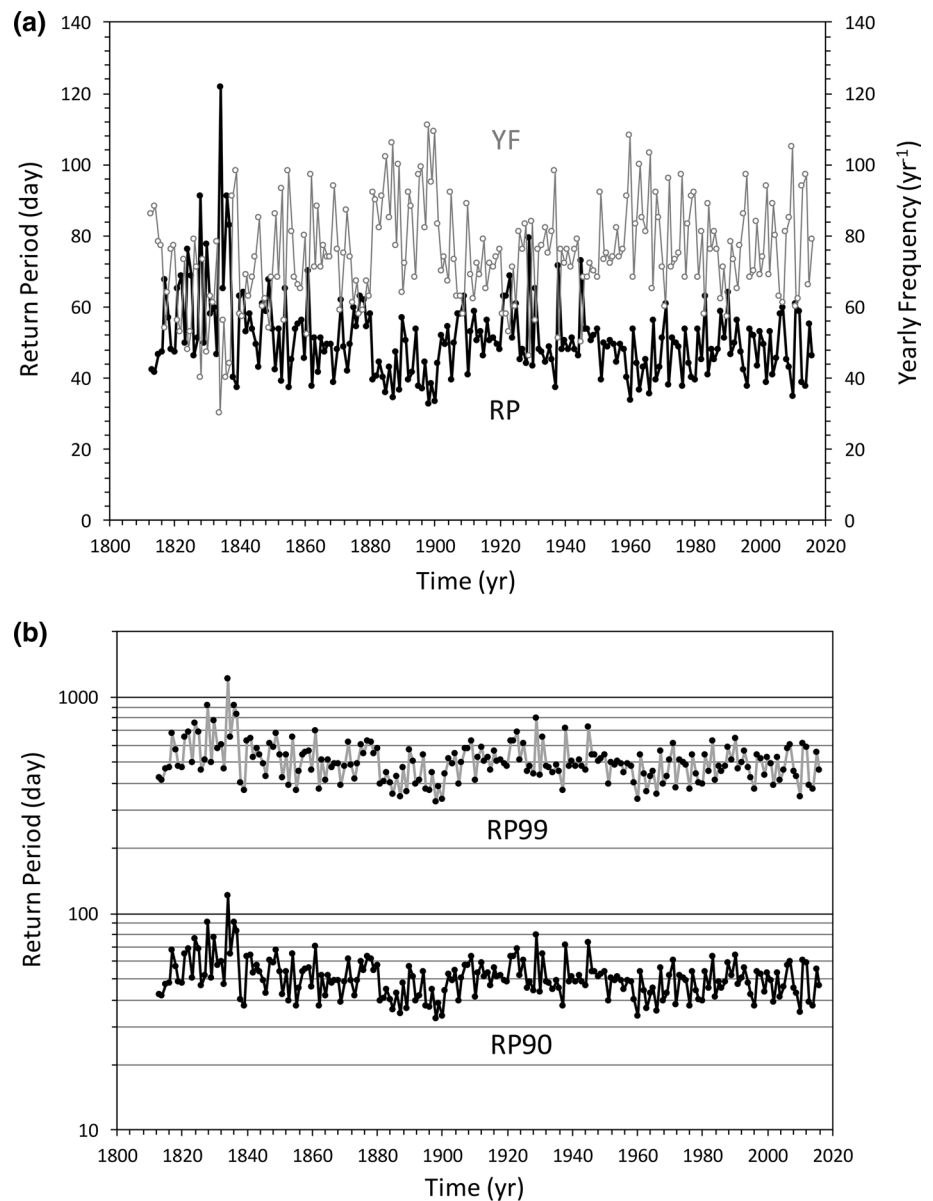 (a)
140
120
100
80
60
40
20
0
Return Period (day)
YF
RP
140
120
100
80
60
40
20
0
Yearly Frequency (yr-1)
1800 1820 1840 1860 1880 1900 1920 1940 1960 1980 2000 2020
Time (yr)
(b)
1000
100
10
Return Period (day)
RP99
RP90
1800 1820 1840 1860 1880 1900 1920 1940 1960 1980 2000 2020
Time (yr)